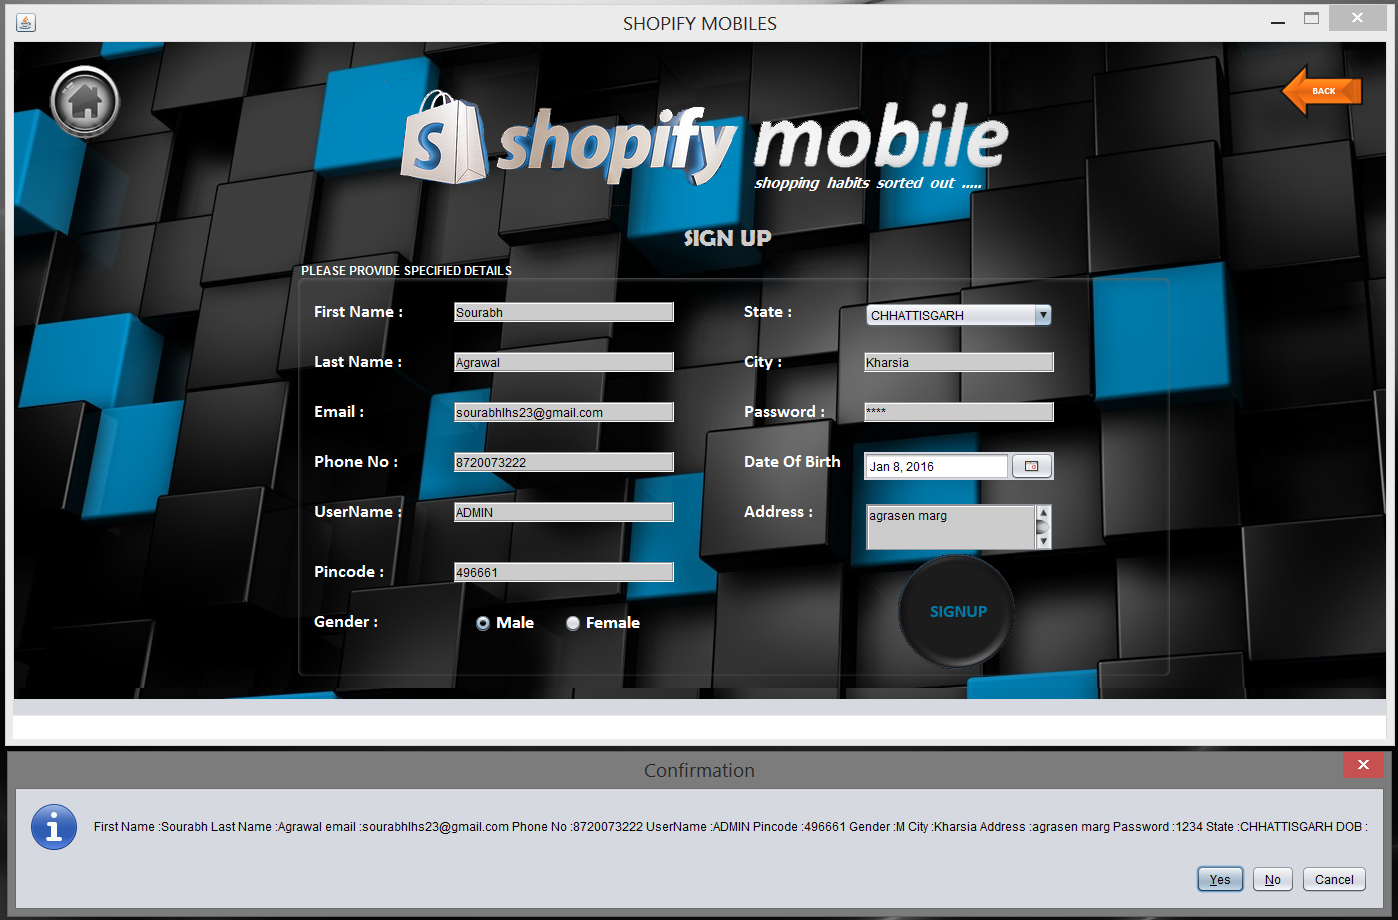 SHOPIFY MOBILES
BACK
S shopify mobile
shopping habits sorted out .....
SIGN UP
PLEASE PROVIDE SPECIFIED DETAILS
First Name : Sourabh
State : CHHATTISGARH
Last Name : Agrawal
City : Kharsia
Email : sourabhlhs23@gmail.com
Password : ****
Phone No : 8720073222
Date Of Birth Jan 8, 2016
UserName : ADMIN
Address : agrasen marg
Pincode : 496661
Gender : Male Female
SIGNUP
Confirmation
First Name :Sourabh Last Name :Agrawal email :sourabhlhs23@gmail.com Phone No :8720073222 UserName :ADMIN Pincode :496661 Gender :M City :Kharsia Address :agrasen marg Password :1234 State :CHHATTISGARH DOB :
Yes No Cancel